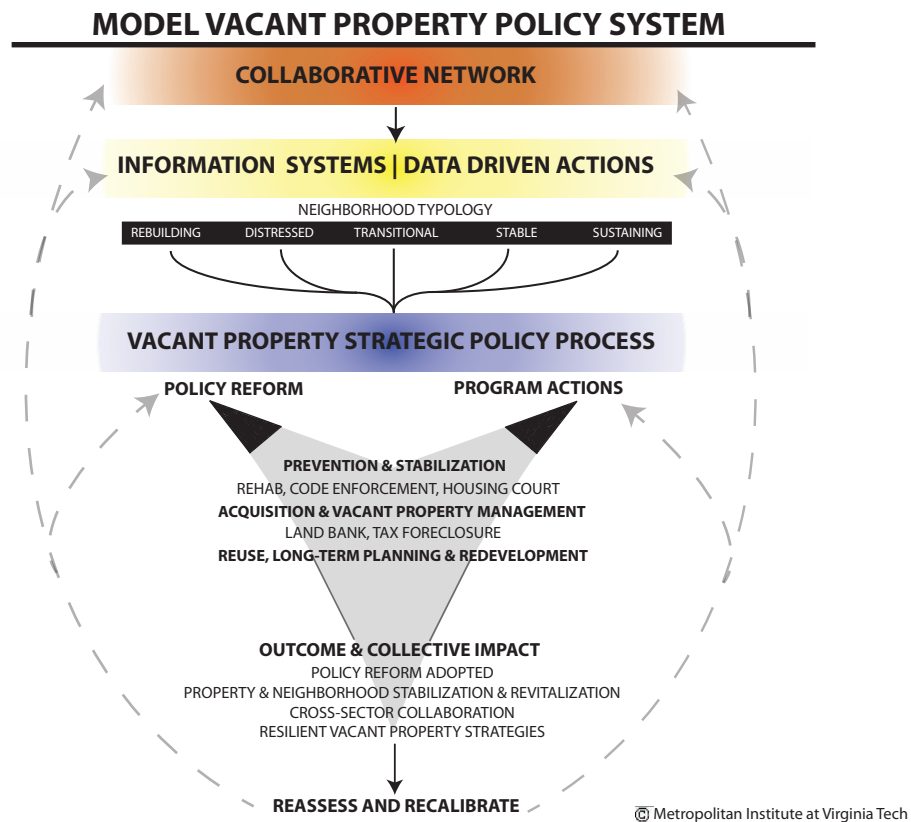 MODEL VACANT PROPERTY POLICY SYSTEM
COLLABORATIVE NETWORK
INFORMATION SYSTEMS | DATA DRIVEN ACTIONS
NEIGHBORHOOD TYPOLOGY
REBUILDING DISTRESSED TRANSITIONAL STABLE SUSTAINING
VACANT PROPERTY STRATEGIC POLICY PROCESS
POLICY REFORM PROGRAM ACTIONS
PREVENTION & STABILIZATION
REHAB, CODE ENFORCEMENT, HOUSING COURT
ACQUISITION & VACANT PROPERTY MANAGEMENT
LAND BANK, TAX FORECLOSURE
REUSE, LONG-TERM PLANNING & REDEVELOPMENT
OUTCOME & COLLECTIVE IMPACT
POLICY REFORM ADOPTED
PROPERTY & NEIGHBORHOOD STABILIZATION & REVITALIZATION
CROSS-SECTOR COLLABORATION
RESILIENT VACANT PROPERTY STRATEGIES
REASSESS AND RECALIBRATE
© Metropolitan Institute at Virginia Tech